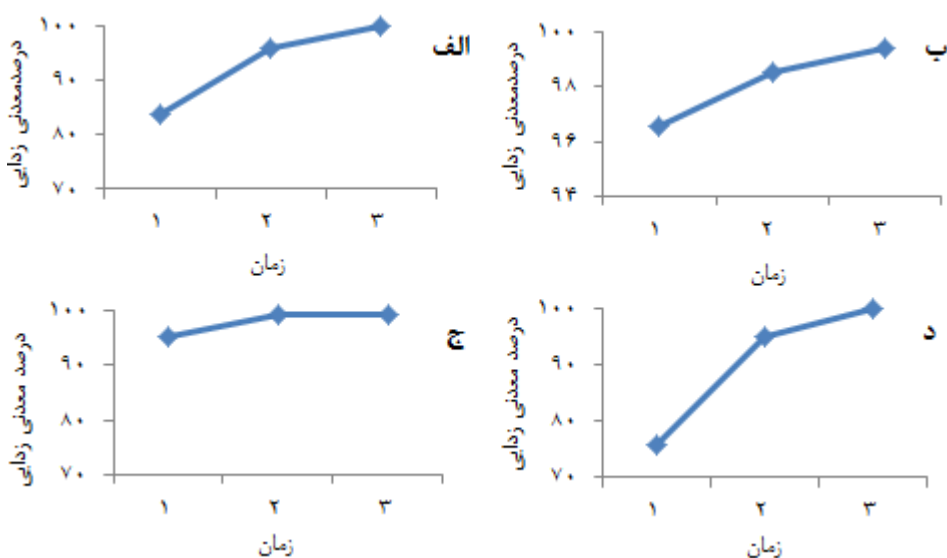 الف
درصدمعدنی زدایی
۱۰۰
۹۰
۸۰
۷۰
۱ ۲ ۳
زمان
ب
درصدمعدنی زدایی
۱۰۰
۹۸
۹۶
۹۴
۱ ۲ ۳
زمان
ج
درصد معدنی زدایی
۱۰۰
۹۰
۸۰
۷۰
۱ ۲ ۳
زمان
د
درصد معدنی زدایی
۱۰۰
۹۰
۸۰
۷۰
۱ ۲ ۳
زمان